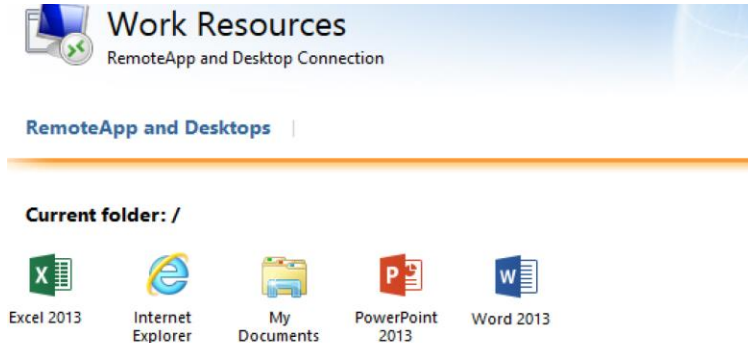 Work Resources
RemoteApp and Desktop Connection
RemoteApp and Desktops
Current folder: /
Excel 2013
Internet
Explorer
My
Documents
PowerPoint
2013
Word 2013